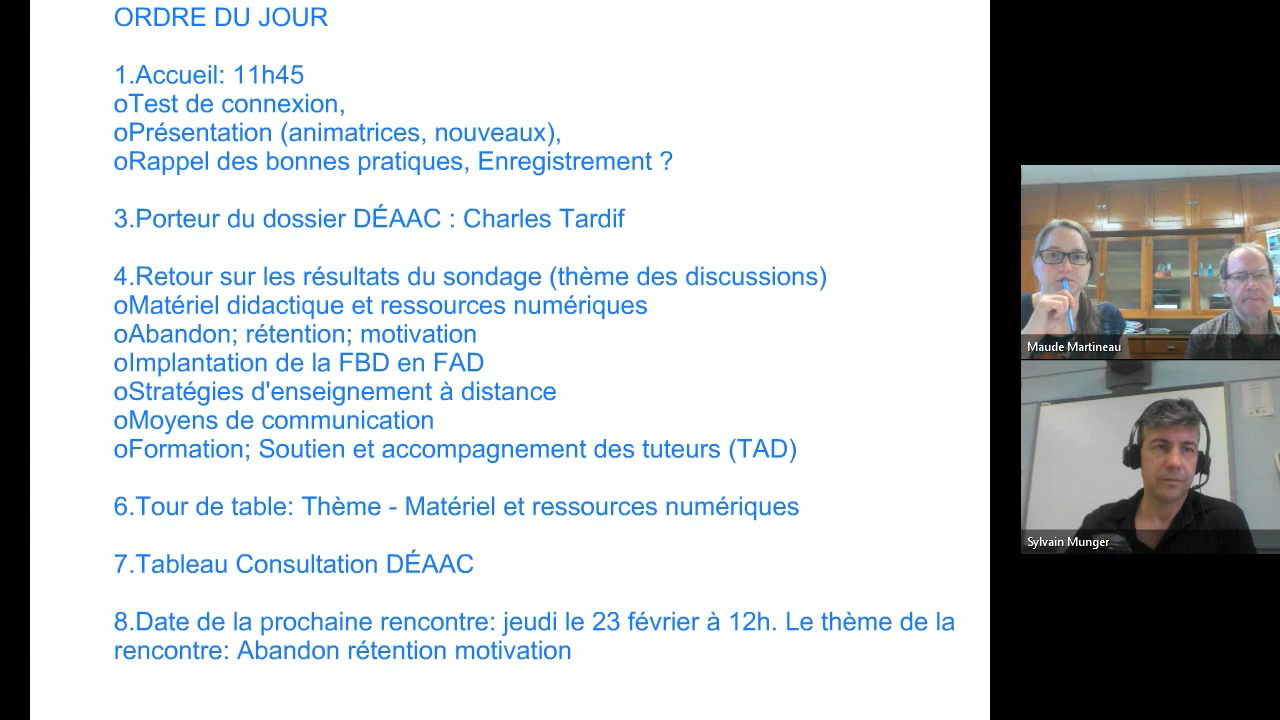 ORDRE DU JOUR
1.Accueil: 11h45
oTest de connexion,
oPrésentation (animatrices, nouveaux),
oRappel des bonnes pratiques, Enregistrement ?
3.Porteur du dossier DÉAAC : Charles Tardif
4.Retour sur les résultats du sondage (thème des discussions)
oMatériel didactique et ressources numériques
oAbandon; rétention; motivation
oImplantation de la FBD en FAD
oStratégies d'enseignement à distance
oMoyens de communication
oFormation; Soutien et accompagnement des tuteurs (TAD)
6.Tour de table: Thème - Matériel et ressources numériques
7.Tableau Consultation DÉAAC
8.Date de la prochaine rencontre: jeudi le 23 février à 12h. Le thème de la
rencontre: Abandon rétention motivation
Maude Martineau
Sylvain Munger